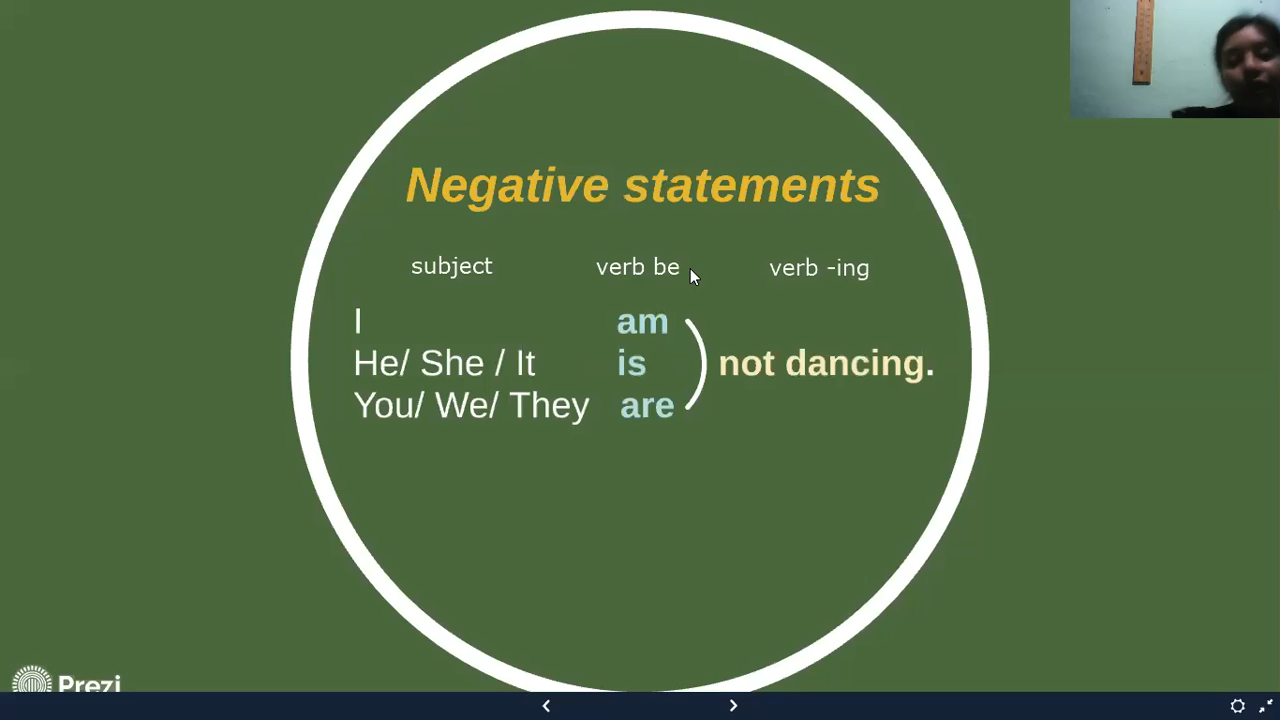 Negative statements
subject verb be verb -ing
I am
He/ She / It is not dancing.
You/ We/ They are
Prezi